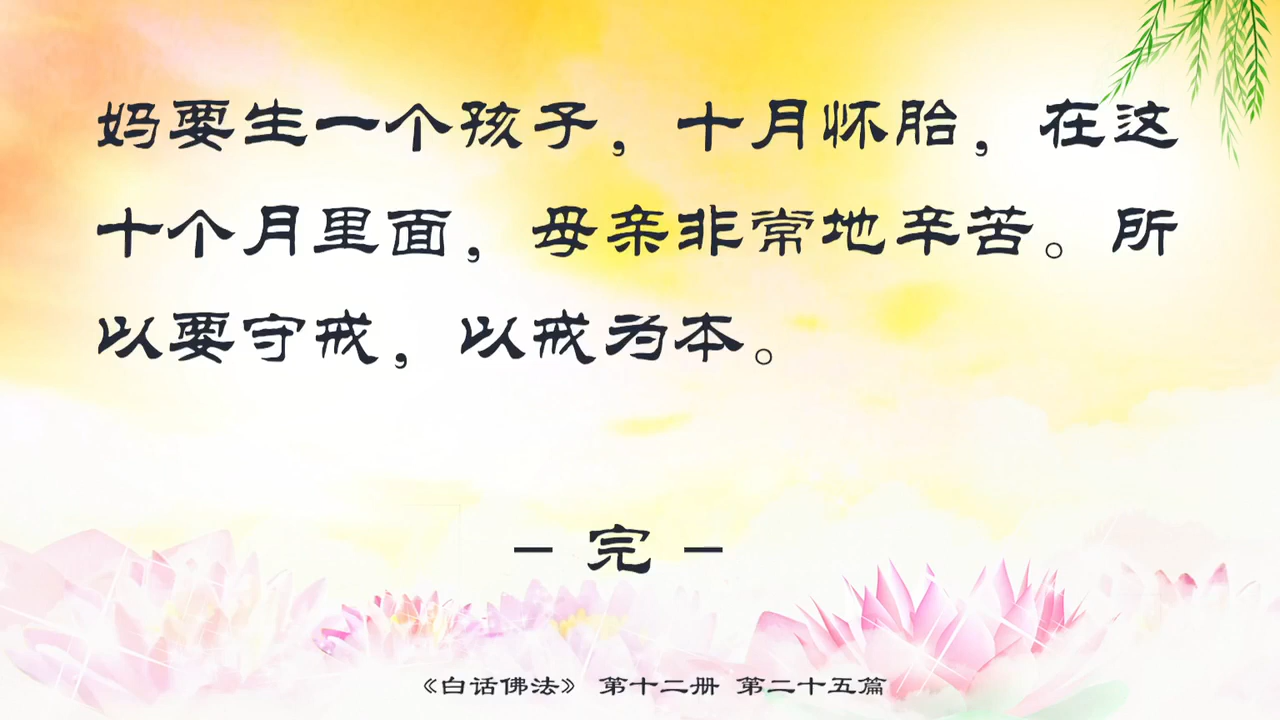 妈要生一个孩子，十月怀胎，在这
十个月里面，母亲非常地辛苦。所
以要守戒，以戒为本。
– 完 –
《白话佛法》 第十二册 第二十五篇